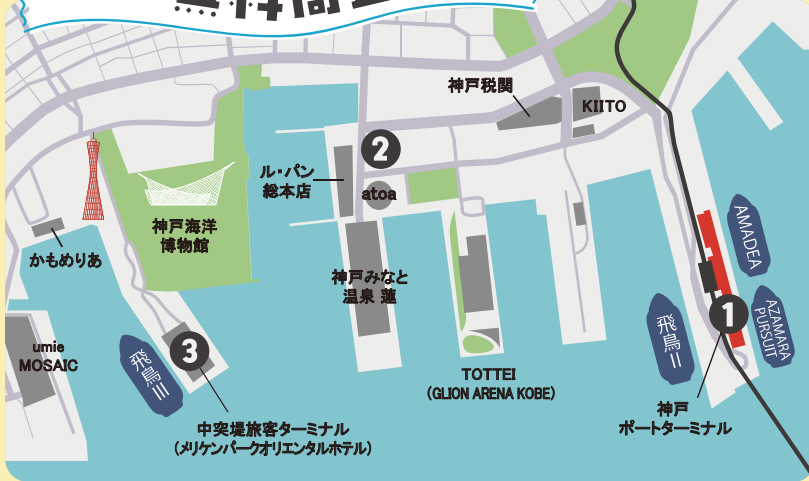 神戸税関
KIITO
2
ル・パン
総本店
atoa
神戸海洋
博物館
かもめりあ
神戸みなと
温泉 蓮
AMADEA
AZAMARA
PURSUIT
飛鳥Ⅱ
1
umie
MOSAIC
飛鳥Ⅲ
3
TOTTEI
(GLION ARENA KOBE)
神戸
ポートターミナル
中突堤旅客ターミナル
(メリケンパークオリエンタルホテル)